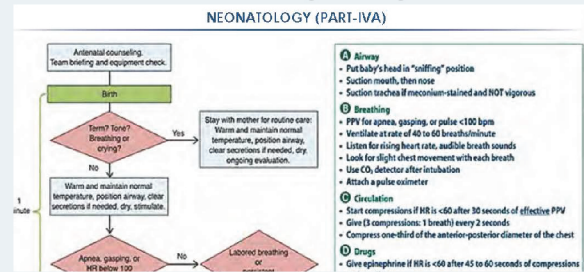 NEONATOLOGY (PART-IVA)
Antenatal counseling.
Team briefing and equipment check.
Birth
Term? Tone?
Breathing or
crying?
Yes
Stay with mother for routine care:
Warm and maintain normal
temperature, position airway,
clear secretions if needed, dry,
ongoing evaluation.
No
1
Warm and maintain normal
temperature, position airway, clear
secretions if needed, dry, stimulate.
Apnea, gasping, or
HR below 100
No
Labored breathing
or
A Airway
• Put baby's head in "sniffing" position
• Suction mouth, then nose
• Suction trachea if meconium-stained and NOT vigorous
B Breathing
• PPV for apnea, gasping, or pulse <100 bpm
• Ventilate at rate of 40 to 60 breaths/minute
• Listen for rising heart rate, audible breath sounds
• Look for slight chest movement with each breath
• Use CO₂ detector after intubation
• Attach a pulse oximeter
C Circulation
• Start compressions if HR is <60 after 30 seconds of effective PPV
• Give (3 compressions: 1 breath) every 2 seconds
• Compress one-third of the anterior-posterior diameter of the chest
D Drugs
• Give epinephrine if HR is <60 after 45 to 60 seconds of compressions